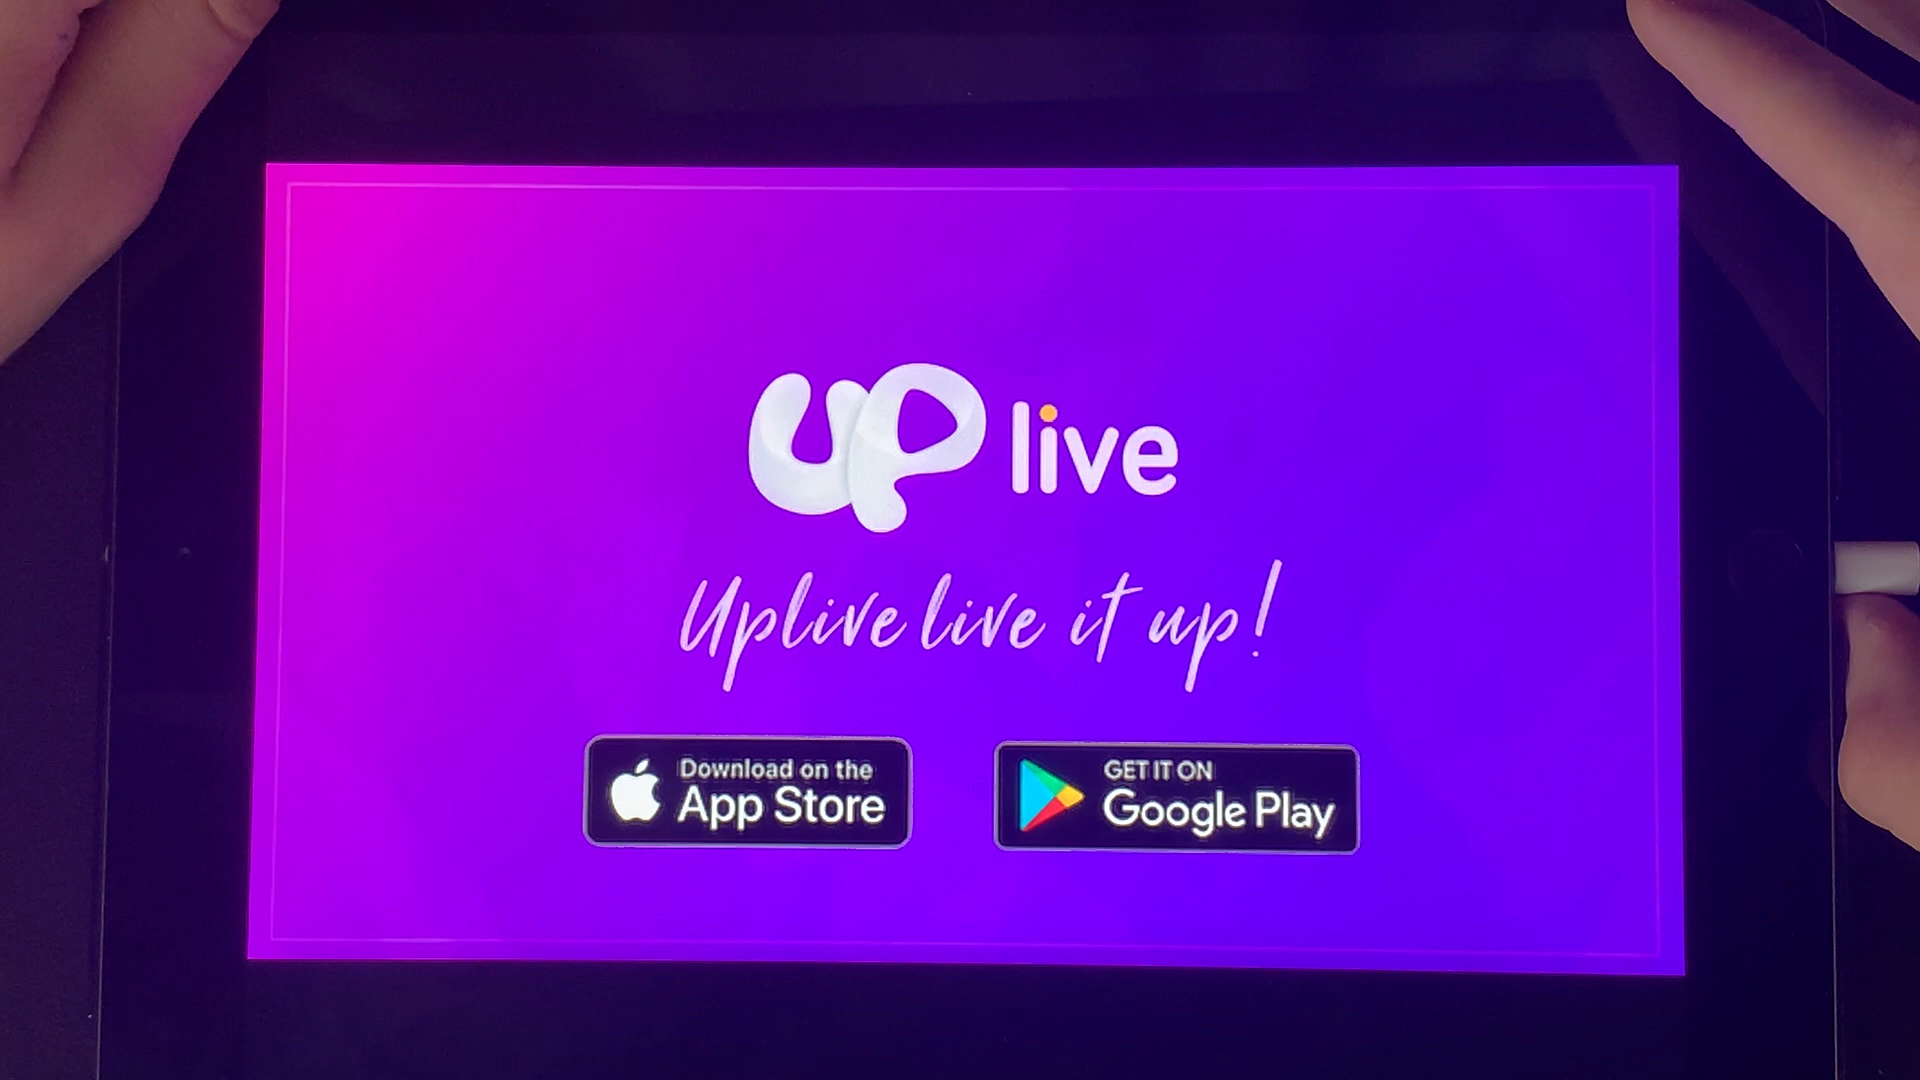 UP live
Uplive live it up!
Download on the
App Store
GET IT ON
Google Play